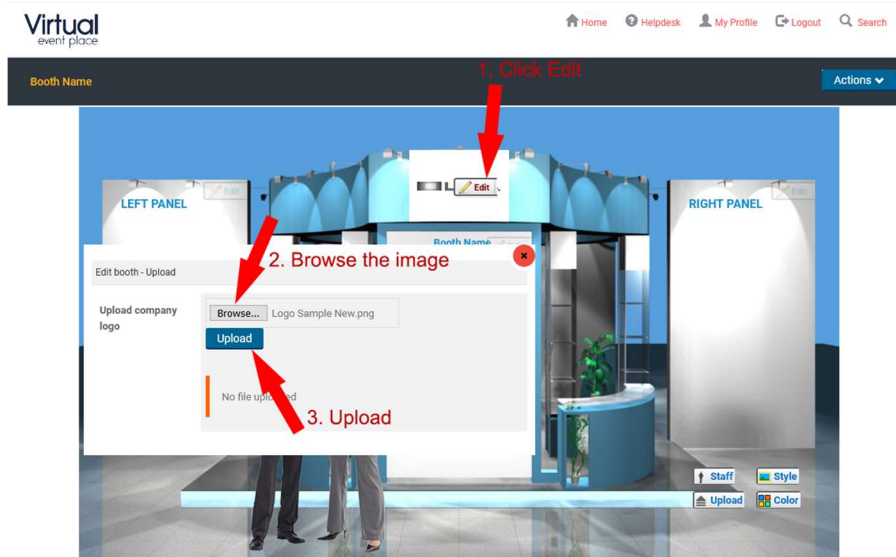 Virtual
event place
Home
Helpdesk
My Profile
Logout
Search
Booth Name
1. Click Edit
Actions
Edit
Edit
Edit
LEFT PANEL
RIGHT PANEL
Booth Name
2. Browse the image
Edit booth - Upload
Upload company
logo
Browse... Logo Sample New.png
Upload
No file uploaded
3. Upload
Staff
Style
Upload
Color